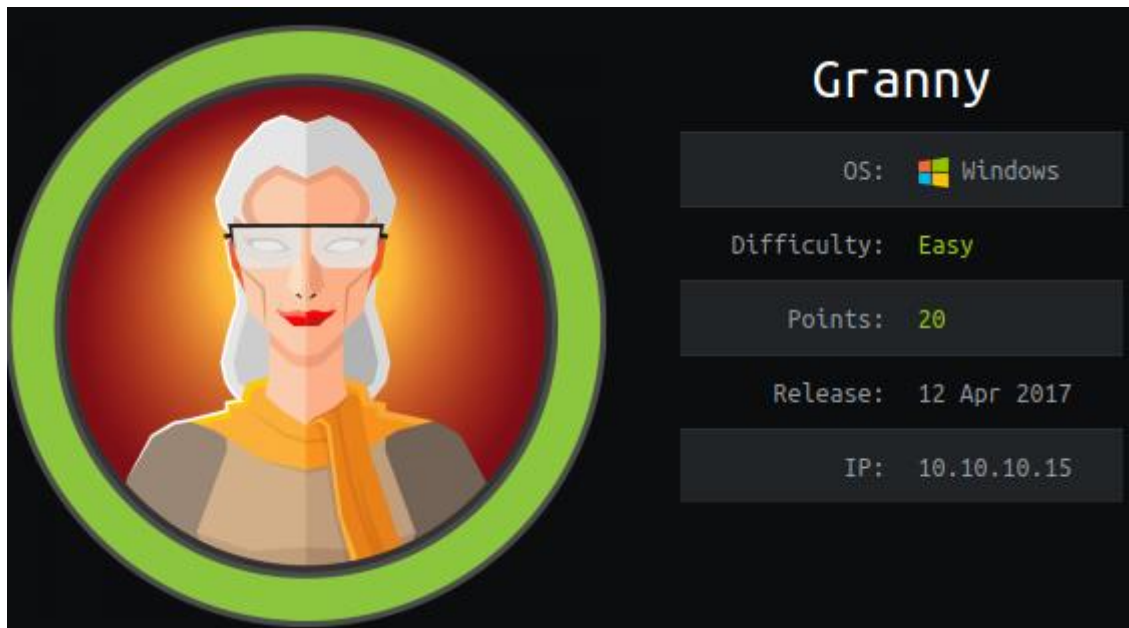 Granny
OS: Windows
Difficulty: Easy
Points: 20
Release: 12 Apr 2017
IP: 10.10.10.15